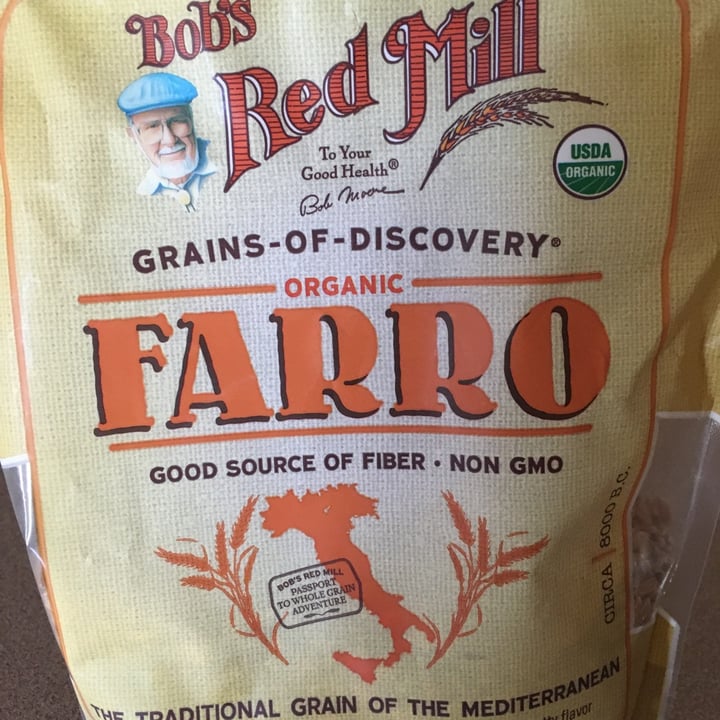 Bob's
Red Mill
To Your
Good Health®
Bob Moore
USDA
ORGANIC
GRAINS-OF-DISCOVERY®
ORGANIC
FARRO
GOOD SOURCE OF FIBER • NON GMO
BOB'S RED MILL
PASSPORT
TO WHOLE GRAIN
ADVENTURE
CIRCA 8000 B.C.
THE TRADITIONAL GRAIN OF THE MEDITERRANEAN
flavor